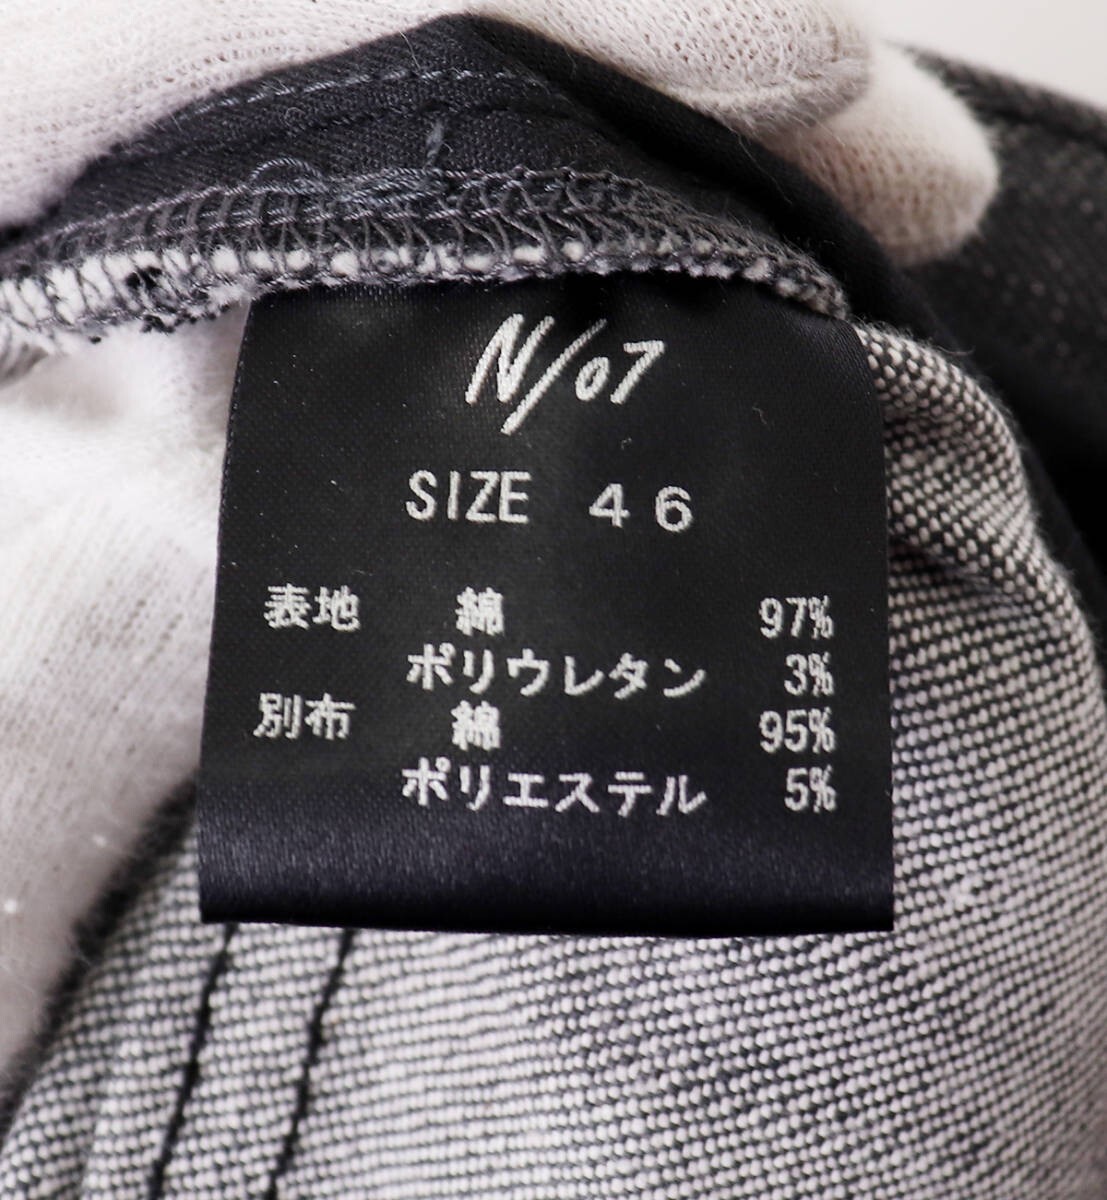 N/07
SIZE 46
表地 綿 97%
ポリウレタン 3%
別布 綿 95%
ポリエステル 5%